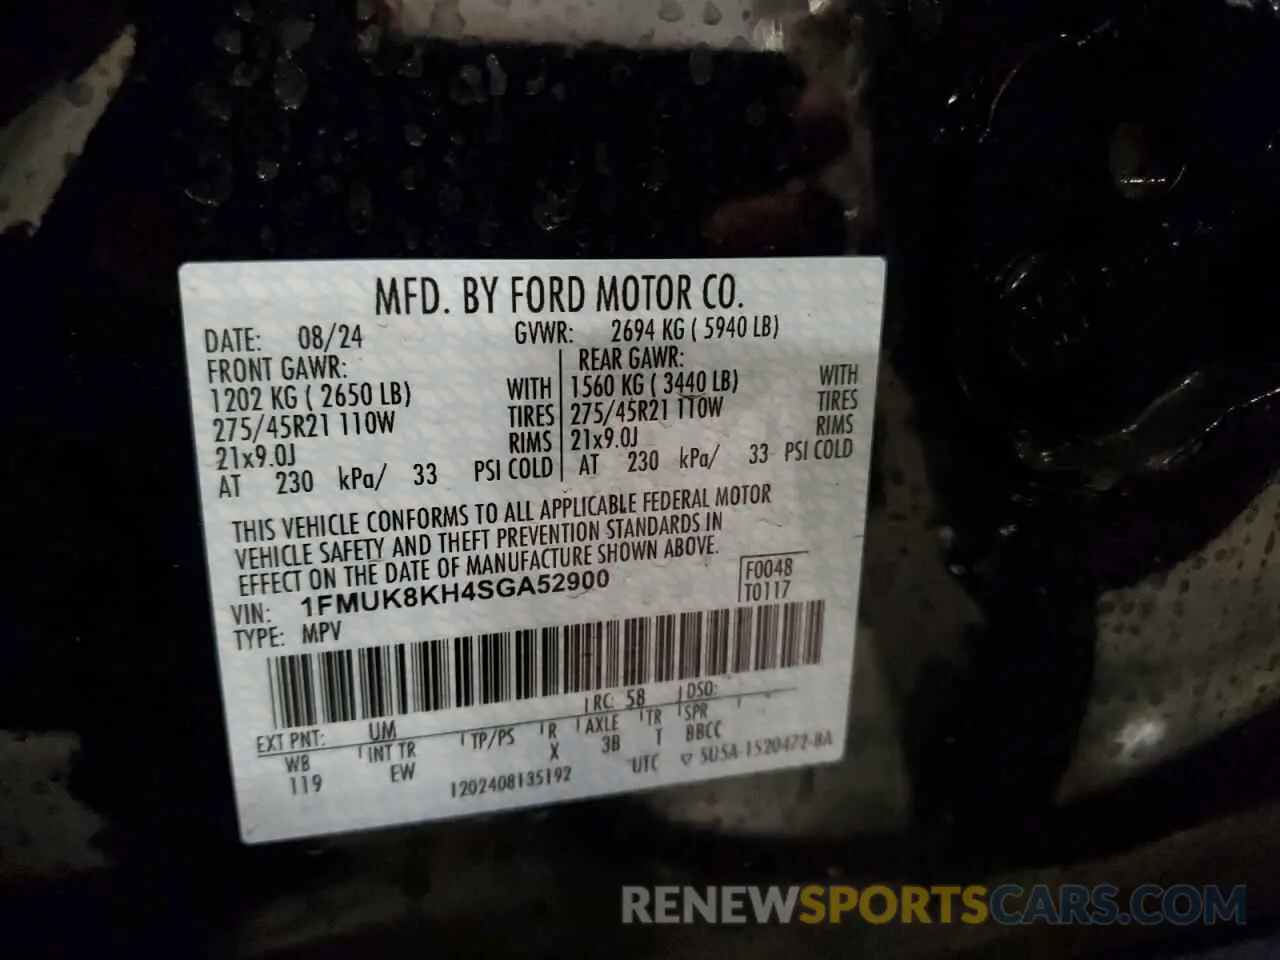 MFD. BY FORD MOTOR CO.
DATE: 08/24 GVWR: 2694 KG ( 5940 LB)
FRONT GAWR: REAR GAWR:
1202 KG ( 2650 LB) WITH 1560 KG ( 3440 LB) WITH
275/45R21 110W TIRES 275/45R21 110W TIRES
21x9.0J RIMS 21x9.0J RIMS
AT 230 kPa/ 33 PSI COLD AT 230 kPa/ 33 PSI COLD
THIS VEHICLE CONFORMS TO ALL APPLICABLE FEDERAL MOTOR
VEHICLE SAFETY AND THEFT PREVENTION STANDARDS IN
EFFECT ON THE DATE OF MANUFACTURE SHOWN ABOVE.
VIN: 1FMUK8KH4SGA52900 F0048
TYPE: MPV T0117
EXT PNT: UM RC: 58 DSO:
WB INT TR TP/PS R AXLE TR SPR
119 EW X 3B T BBCC
1202408135192 UTC ▽ SU5A-1520472-BA
RENEWSPORTSCARS.COM